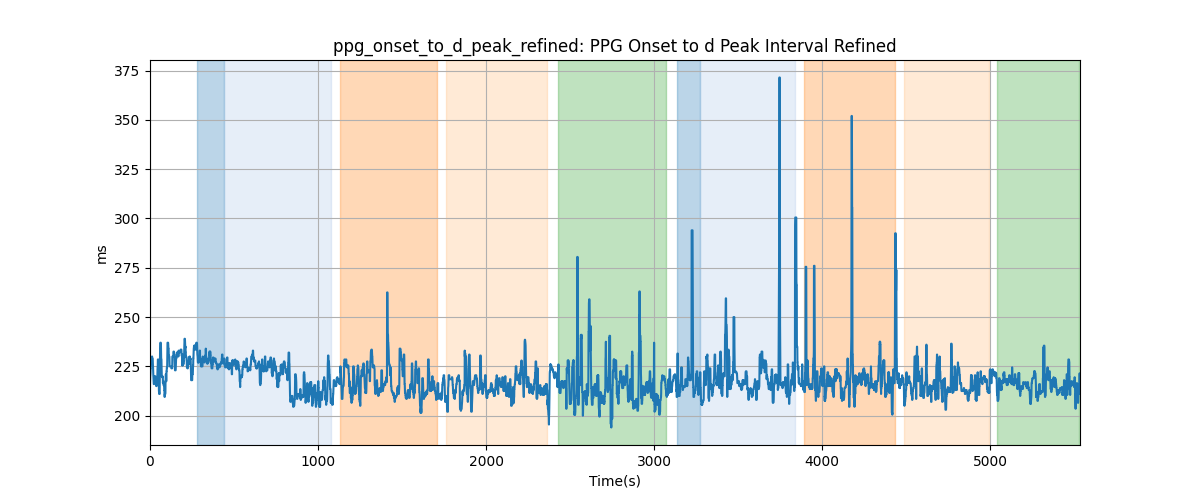 ppg_onset_to_d_peak_refined: PPG Onset to d Peak Interval Refined
375
350
325
300
275
250
225
200
ms
0 1000 2000 3000 4000 5000
Time(s)